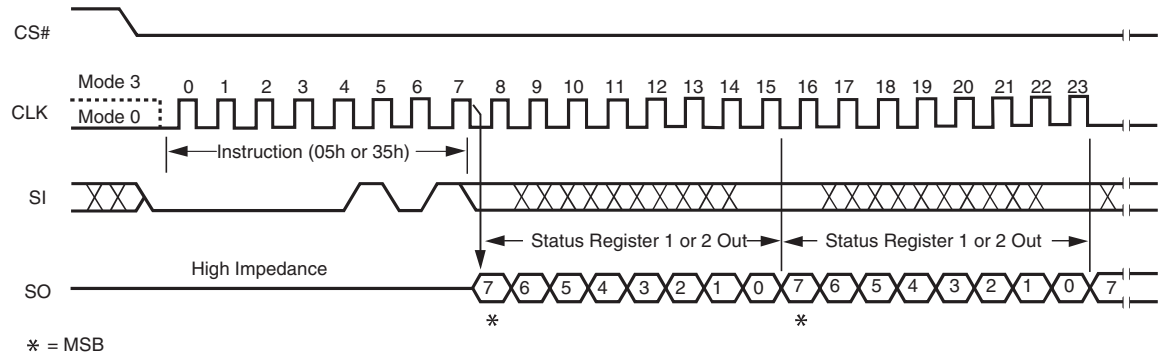 CS#
Mode 3
0 1 2 3 4 5 6 7 8 9 10 11 12 13 14 15 16 17 18 19 20 21 22 23
CLK
Mode 0
Instruction (05h or 35h)
SI
Status Register 1 or 2 Out
Status Register 1 or 2 Out
High Impedance
SO
7 6 5 4 3 2 1 0 7 6 5 4 3 2 1 0 7
* *
* = MSB